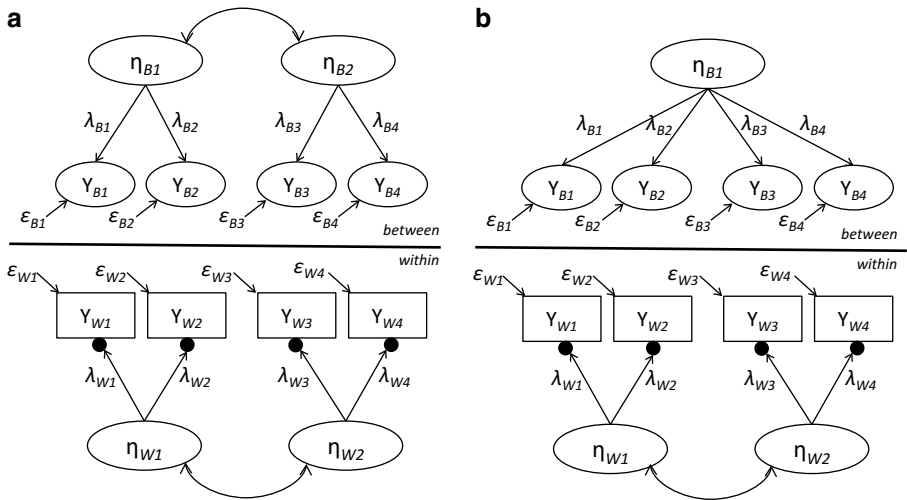 a
η_B1 η_B2
λ_B1 λ_B2 λ_B3 λ_B4
Y_B1 Y_B2 Y_B3 Y_B4
ε_B1 ε_B2 ε_B3 ε_B4
between
within
ε_W1 ε_W2 ε_W3 ε_W4
Y_W1 Y_W2 Y_W3 Y_W4
λ_W1 λ_W2 λ_W3 λ_W4
η_W1 η_W2
b
η_B1
λ_B1 λ_B2 λ_B3 λ_B4
Y_B1 Y_B2 Y_B3 Y_B4
ε_B1 ε_B2 ε_B3 ε_B4
between
within
ε_W1 ε_W2 ε_W3 ε_W4
Y_W1 Y_W2 Y_W3 Y_W4
λ_W1 λ_W2 λ_W3 λ_W4
η_W1 η_W2